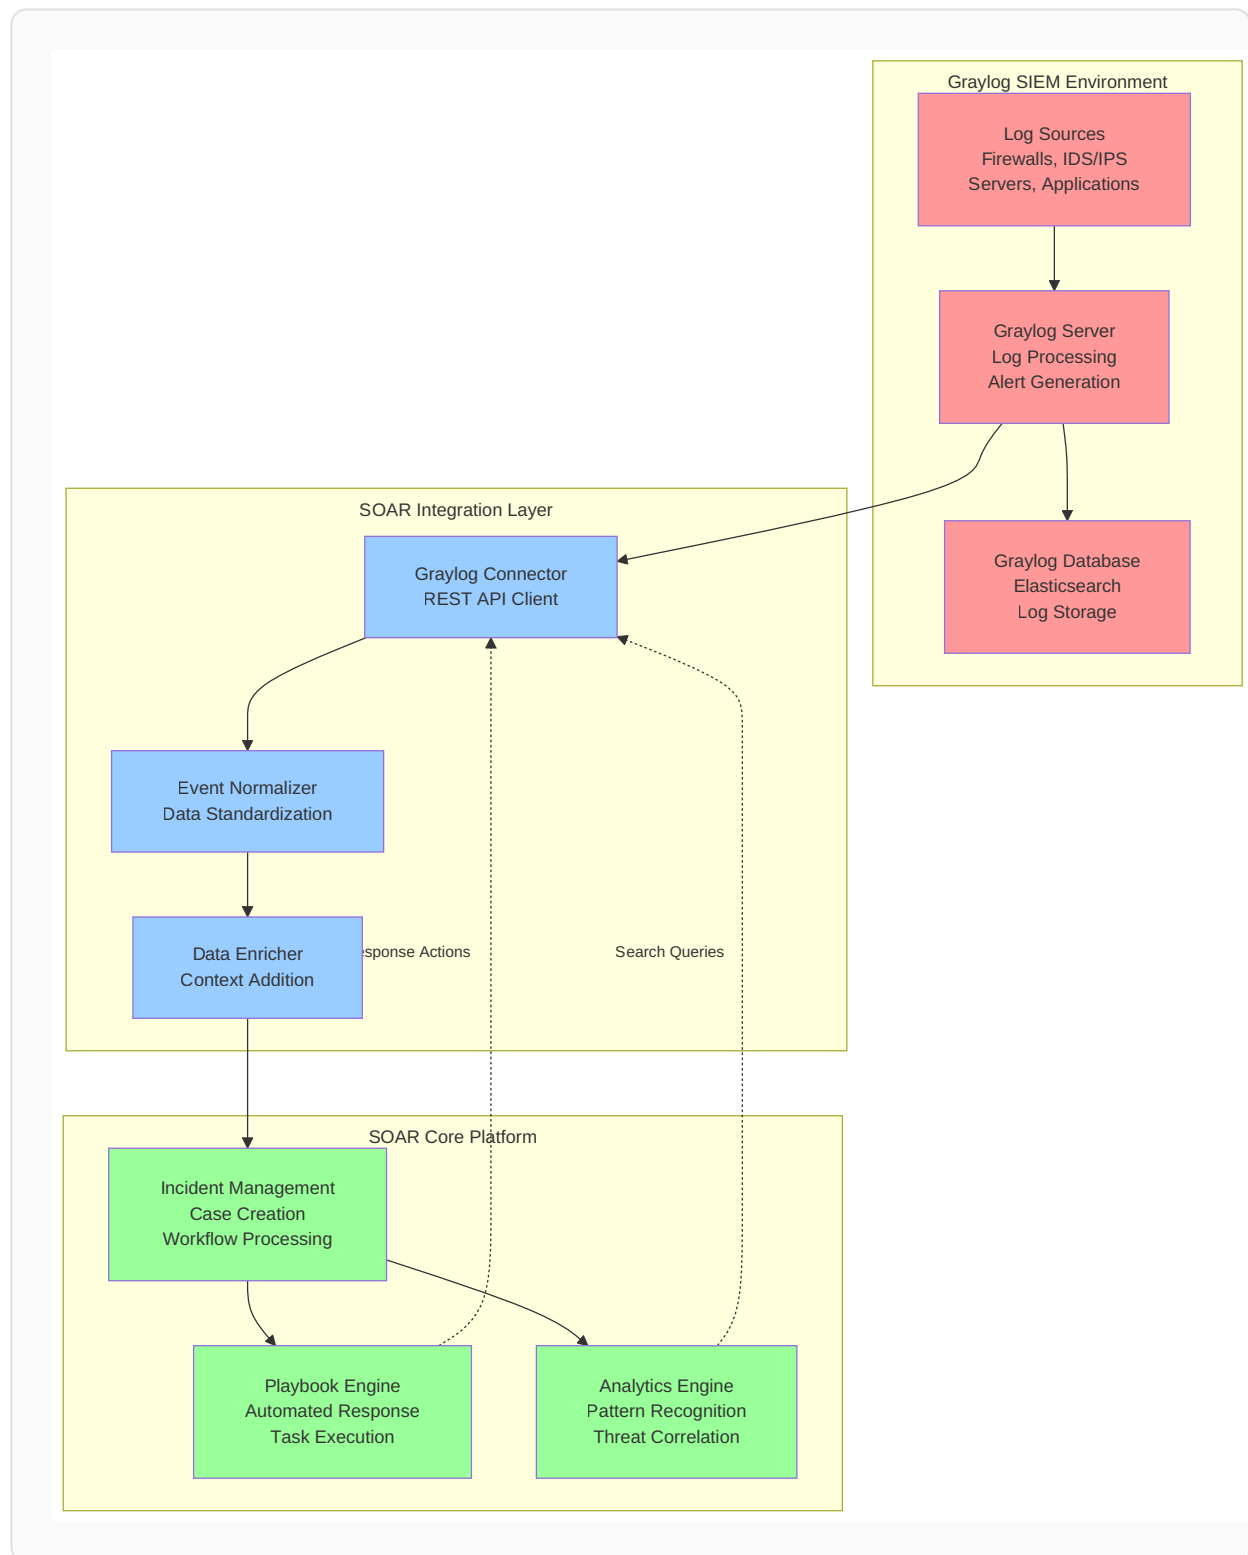 Graylog SIEM Environment
Log Sources
Firewalls, IDS/IPS
Servers, Applications
Graylog Server
Log Processing
Alert Generation
Graylog Database
Elasticsearch
Log Storage
SOAR Integration Layer
Graylog Connector
REST API Client
Event Normalizer
Data Standardization
Data Enricher
Context Addition
Actions
Search Queries
SOAR Core Platform
Incident Management
Case Creation
Workflow Processing
Playbook Engine
Automated Response
Task Execution
Analytics Engine
Pattern Recognition
Threat Correlation